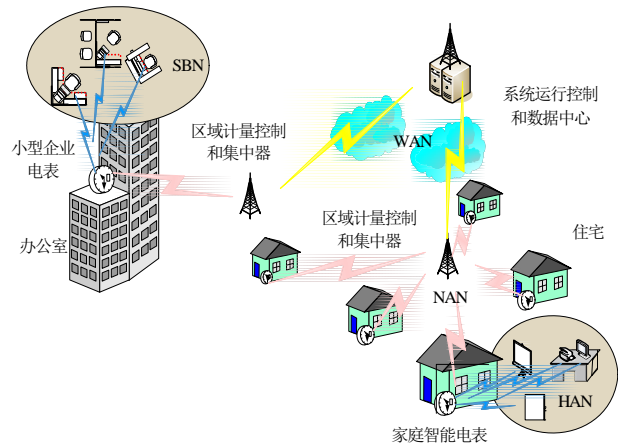 SBN
系统运行控制
和数据中心
区域计量控制
和集中器
WAN
小型企业
电表
区域计量控制
和集中器
住宅
办公室
NAN
HAN
家庭智能电表